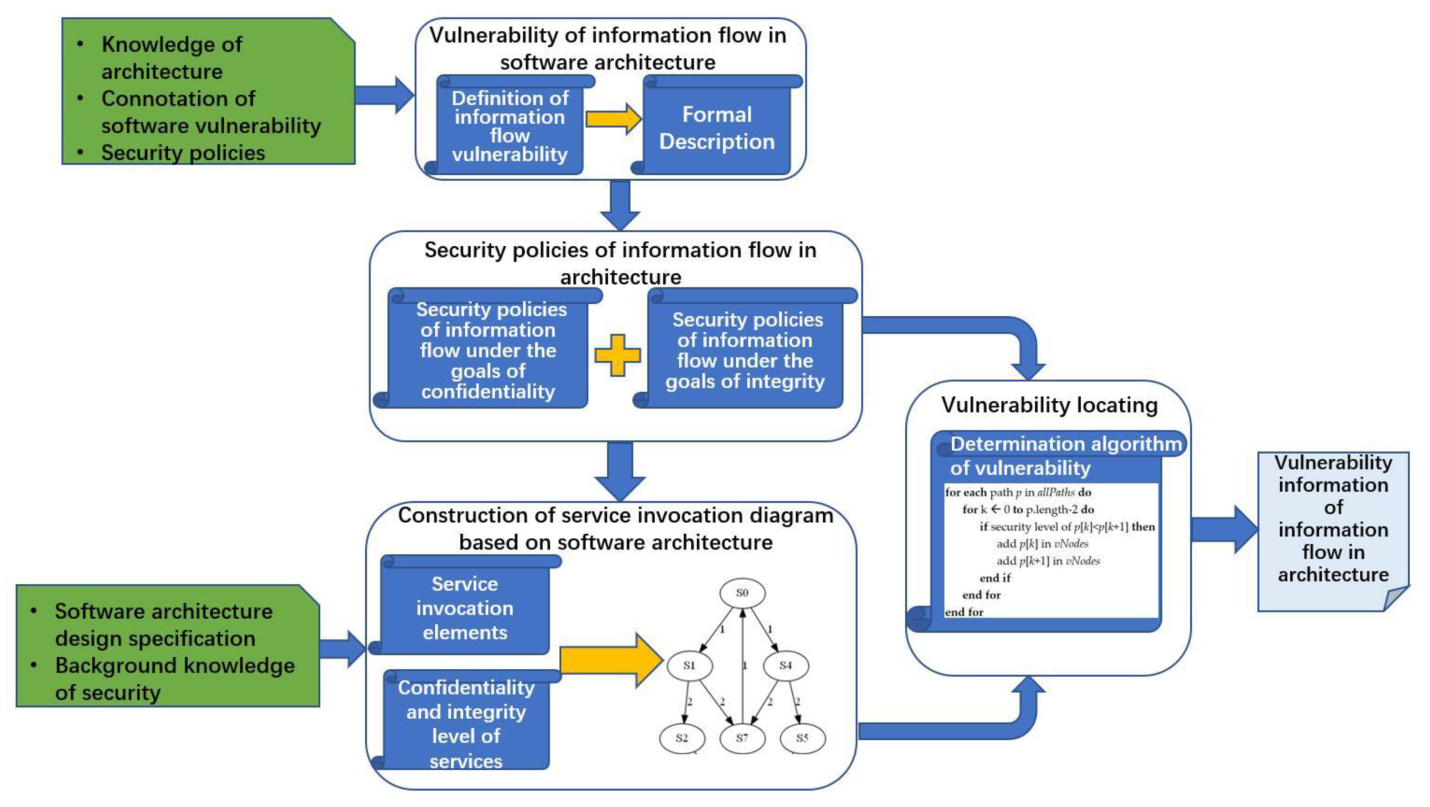 • Knowledge of
architecture
• Connotation of
software vulnerability
• Security policies
Vulnerability of information flow in
software architecture
Definition of
information
flow
vulnerability
Formal
Description
Security policies of information flow in
architecture
Security policies
of information
flow under the
goals of
confidentiality
Security policies
of information
flow under the
goals of integrity
Construction of service invocation diagram
based on software architecture
• Software architecture
design specification
• Background knowledge
of security
Service
invocation
elements
Confidentiality
and integrity
level of
services
S0
1
1
S1
1
S4
2
2
2
2
S2
S7
S5
Vulnerability locating
Determination algorithm
of vulnerability
for each path p in allPaths do
for k ← 0 to p.length-2 do
if security level of p[k]<p[k+1] then
add p[k] in vNodes
add p[k+1] in vNodes
end if
end for
end for
Vulnerability
information
of
information
flow in
architecture